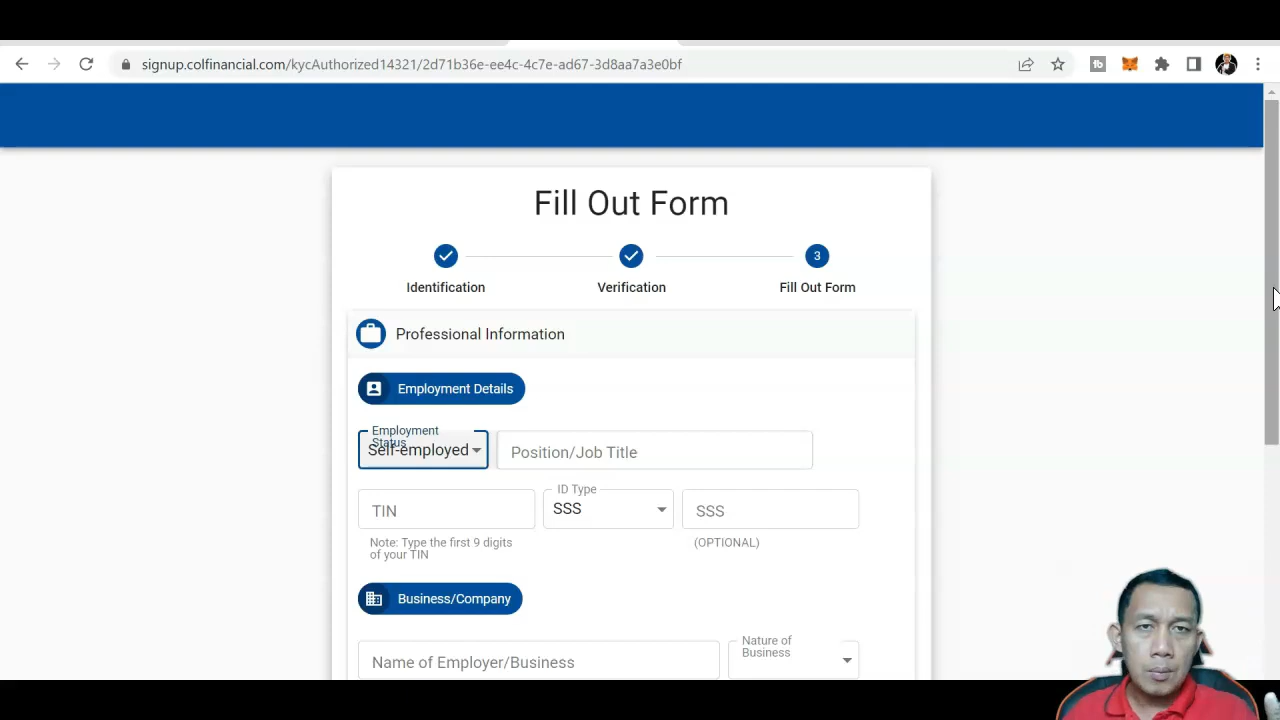 signup.colfinancial.com/kycAuthorized14321/2d71b36e-ee4c-4c7e-ad67-3d8aa7a3e0bf
Fill Out Form
3
Identification
Verification
Fill Out Form
Professional Information
Employment Details
Employment
Status
Self-employed
Position/Job Title
TIN
ID Type
SSS
SSS
Note: Type the first 9 digits
of your TIN
(OPTIONAL)
Business/Company
Name of Employer/Business
Nature of
Business